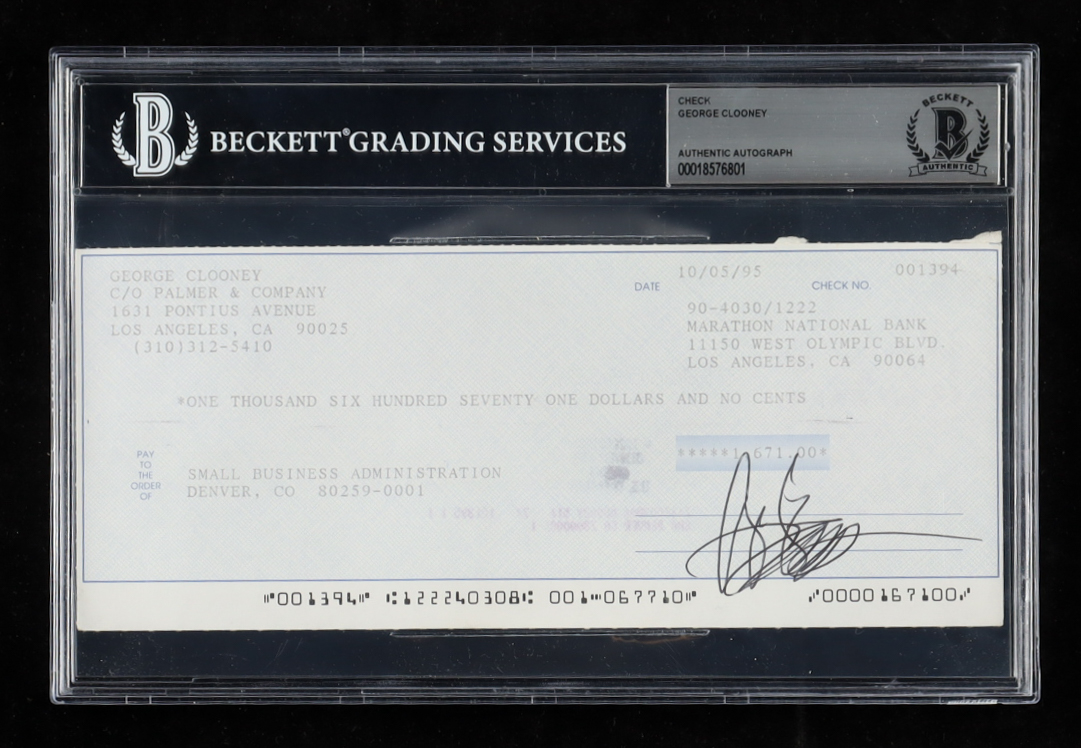 B
BECKETT® GRADING SERVICES
CHECK
GEORGE CLOONEY
AUTHENTIC AUTOGRAPH
00018576801
BECKETT
B
AUTHENTIC
GEORGE CLOONEY
C/O PALMER & COMPANY
1631 PONTIUS AVENUE
LOS ANGELES, CA 90025
(310)312-5410
DATE 10/05/95
CHECK NO. 001394
90-4030/1222
MARATHON NATIONAL BANK
11150 WEST OLYMPIC BLVD.
LOS ANGELES, CA 90064
*ONE THOUSAND SIX HUNDRED SEVENTY ONE DOLLARS AND NO CENTS
*****1,671.00*
PAY
TO
THE
ORDER
OF
SMALL BUSINESS ADMINISTRATION
DENVER, CO 80259-0001
⑈001394⑈ ⑆122240308⑆ 001⑉067710⑈ ⑇0000167100⑇